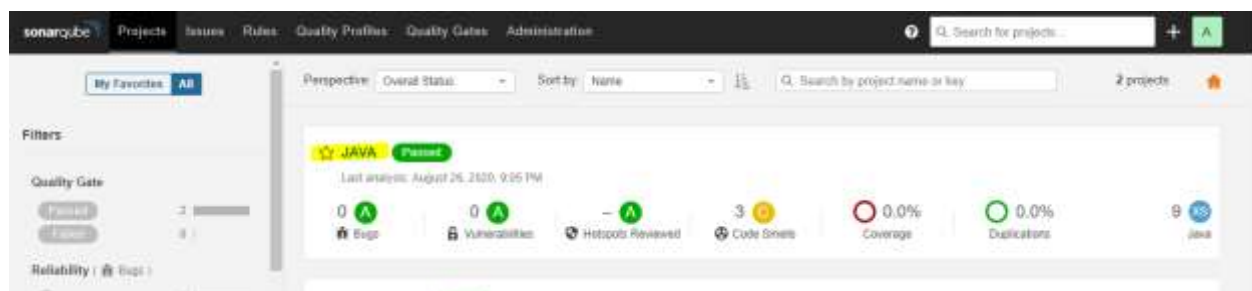 sonarqube Projects Issues Rules Quality Profiles Quality Gates Administration Search for projects... + A
My Favorites All Perspective: Overall Status Sort by: Name Search by project name or key 2 projects
Filters
JAVA Passed
Last analysis: August 26, 2020, 9:05 PM
Quality Gate
Passed 2
0 A 0 A – A 3 0.0% 0.0% 9 XS
Bugs Vulnerabilities Hotspots Reviewed Code Smells Coverage Duplications Java
Reliability ( Bugs )